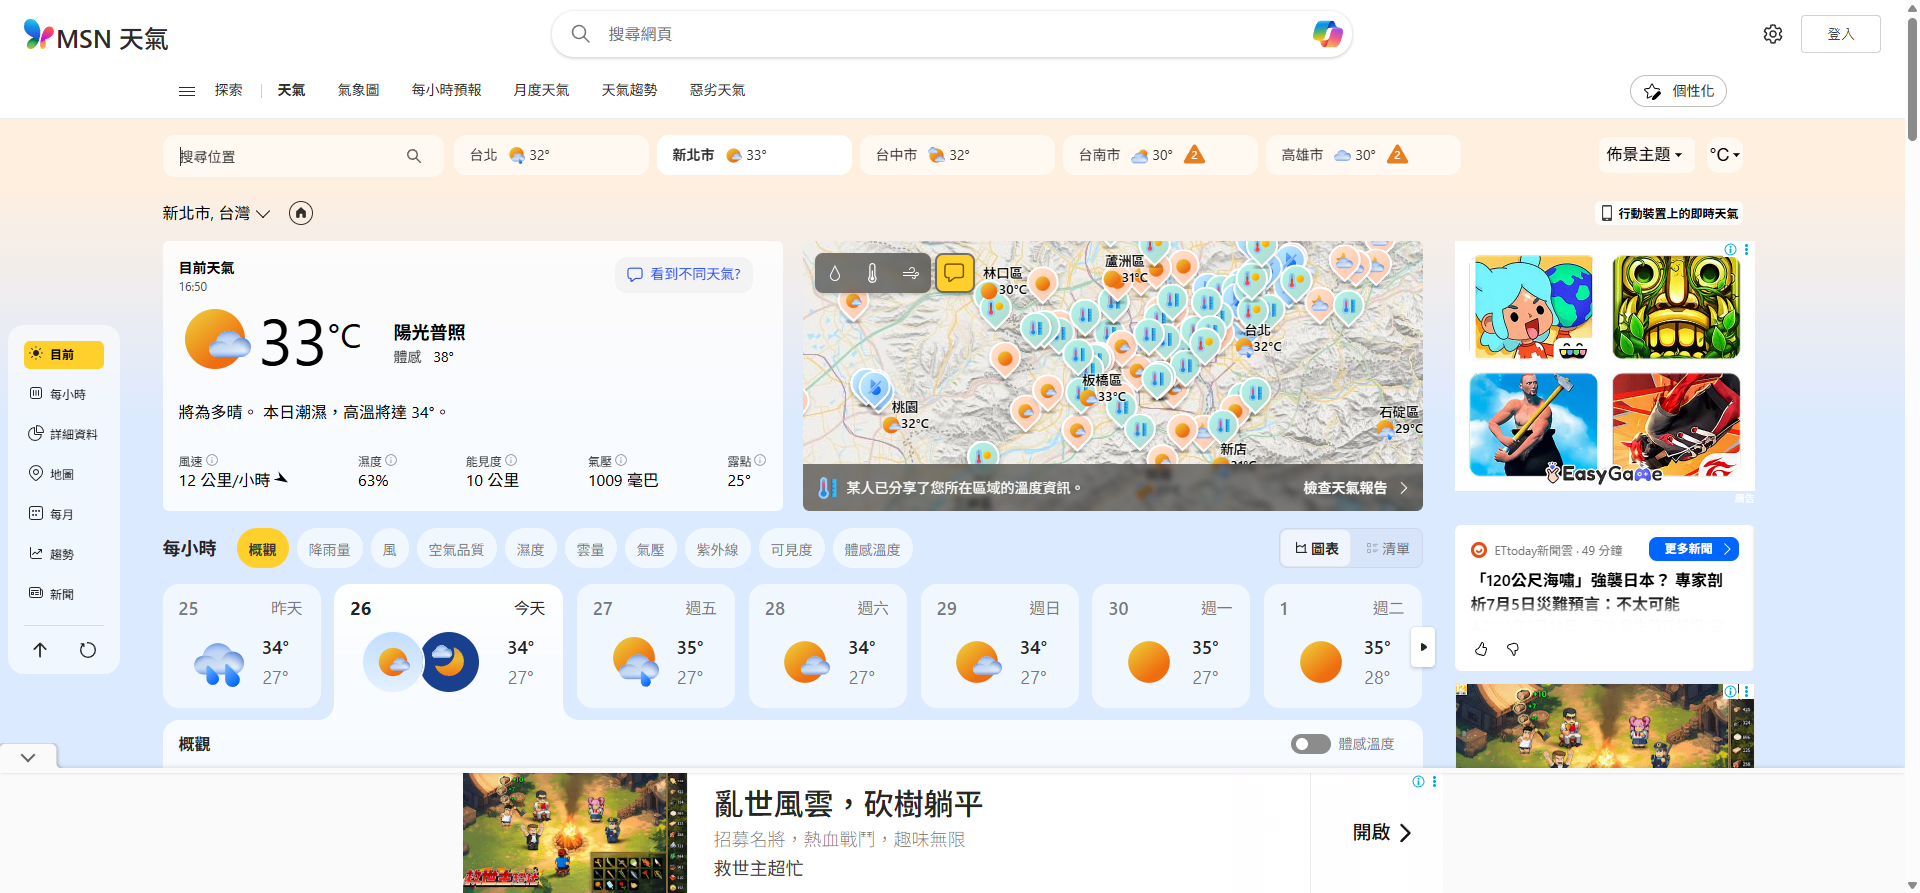 MSN 天氣
搜尋網頁
登入
探索
天氣
氣象圖
每小時預報
月度天氣
天氣趨勢
惡劣天氣
個性化
搜尋位置
台北 32°
新北市 33°
台中市 32°
台南市 30° 2
高雄市 30° 2
佈景主題
°C
新北市, 台灣
行動裝置上的即時天氣
目前天氣
16:50
看到不同天氣?
33°C
陽光普照
體感 38°
將為多晴。 本日潮濕，高溫將達 34°。
風速
12 公里/小時
濕度
63%
能見度
10 公里
氣壓
1009 毫巴
露點
25°
林口區
30°C
蘆洲區
31°C
台北
32°C
板橋區
33°C
桃園
32°C
石碇區
29°C
新店
某人已分享了您所在區域的溫度資訊。
檢查天氣報告
EasyGame
廣告
目前
每小時
詳細資料
地圖
每月
趨勢
新聞
每小時
概觀
降雨量
風
空氣品質
濕度
雲量
氣壓
紫外線
可見度
體感溫度
圖表
清單
25 昨天
34°
27°
26 今天
34°
27°
27 週五
35°
27°
28 週六
34°
27°
29 週日
34°
27°
30 週一
35°
27°
1 週二
35°
28°
概觀
體感溫度
ETtoday新聞雲 · 49 分鐘
更多新聞
「120公尺海嘯」強襲日本？ 專家剖
析7月5日災難預言：不太可能
亂世風雲，砍樹躺平
招募名將，熱血戰鬥，趣味無限
救世主超忙
開啟